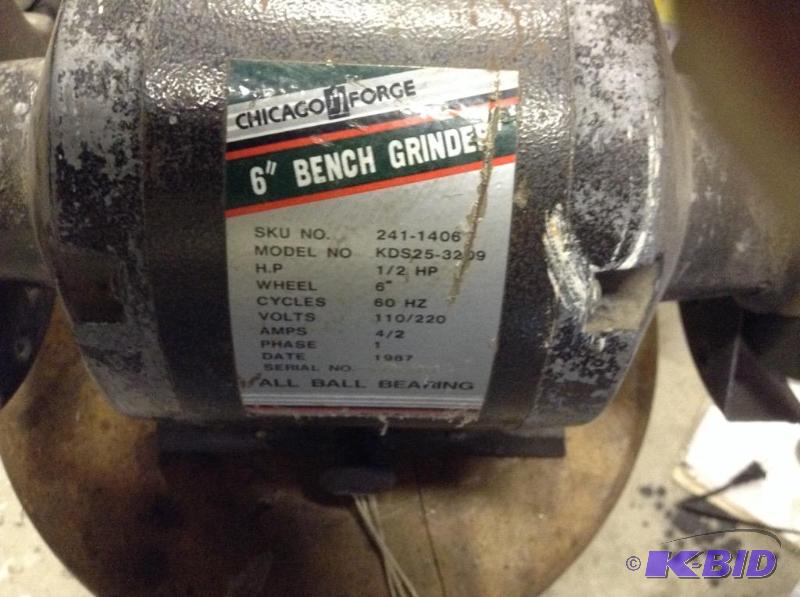 CHICAGO FORGE
6" BENCH GRINDER
SKU NO. 241-1406
MODEL NO KDS25-3209
H.P 1/2 HP
WHEEL 6"
CYCLES 60 HZ
VOLTS 110/220
AMPS 4/2
PHASE 1
DATE 1987
SERIAL NO.
ALL BALL BEARING
© K-BID